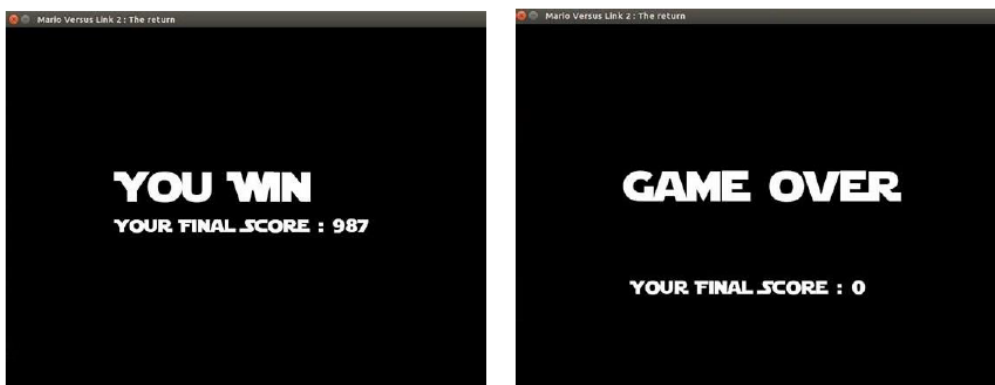 Mario Versus Link 2 : The return
YOU WIN
YOUR FINAL SCORE : 987
Mario Versus Link 2 : The return
GAME OVER
YOUR FINAL SCORE : 0